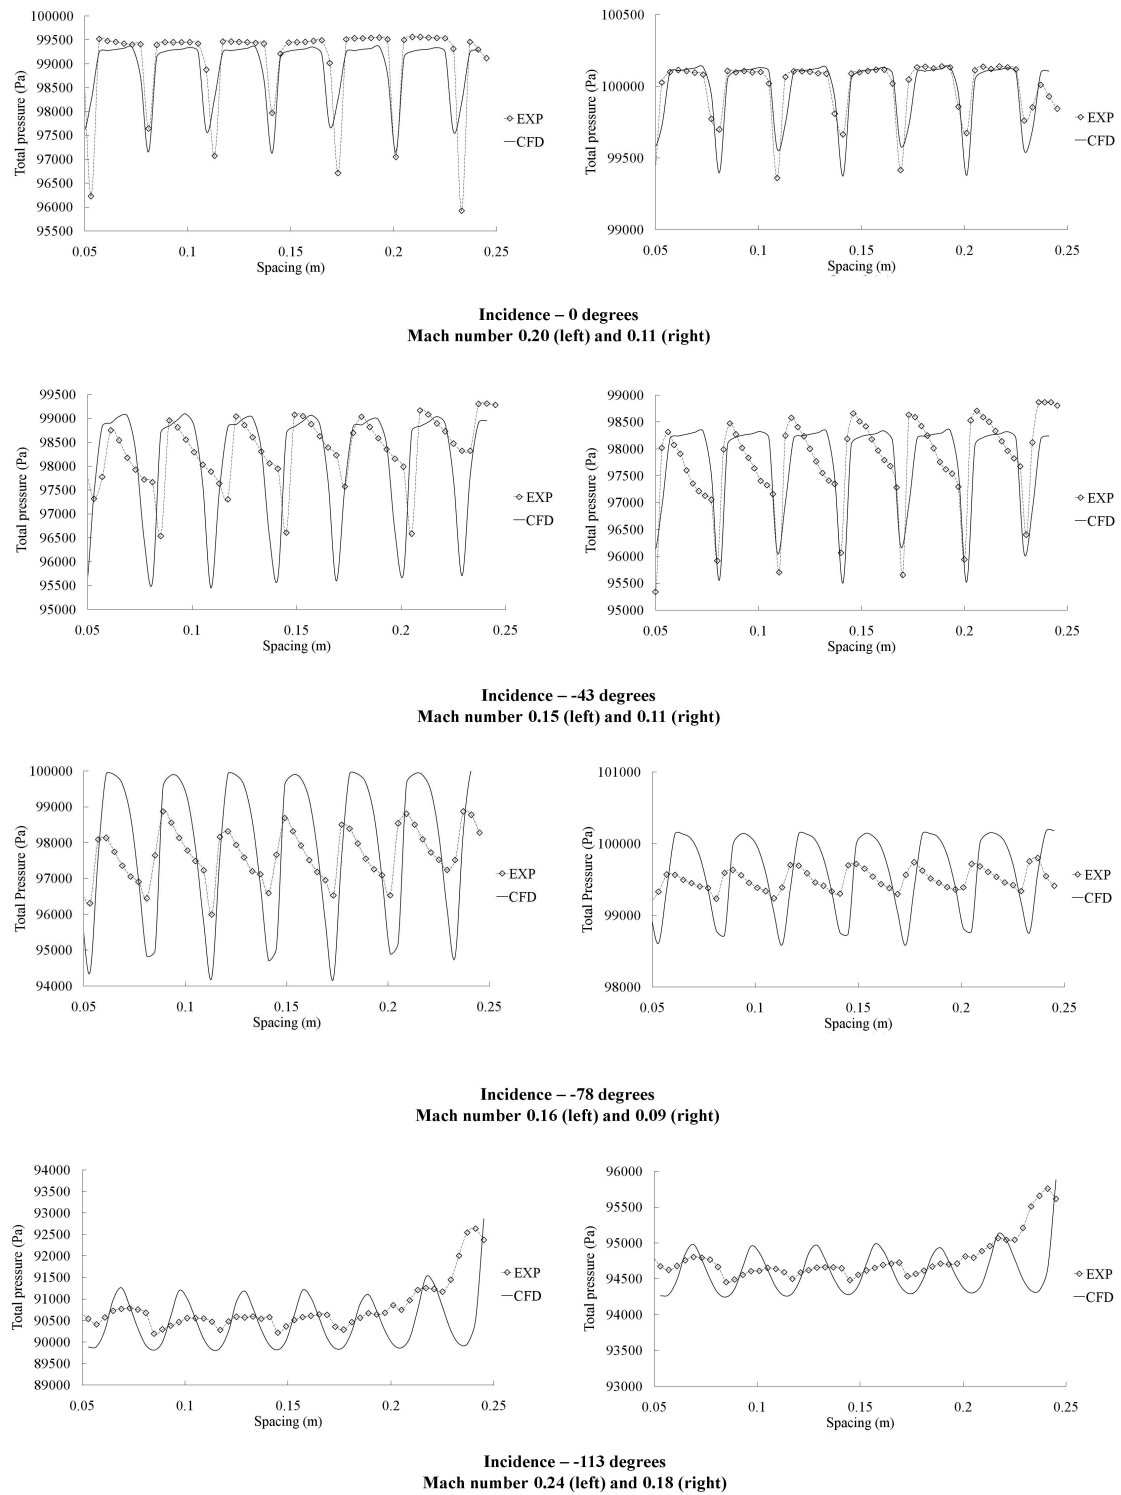 100000
99500
99000
98500
98000
97500
97000
96500
96000
95500
Total pressure (Pa)
0.05 0.1 0.15 0.2 0.25
Spacing (m)
EXP
CFD
100500
100000
99500
99000
Total pressure (Pa)
0.05 0.1 0.15 0.2 0.25
Spacing (m)
EXP
CFD
Incidence – 0 degrees
Mach number 0.20 (left) and 0.11 (right)
99500
99000
98500
98000
97500
97000
96500
96000
95500
95000
Total pressure (Pa)
0.05 0.1 0.15 0.2 0.25
Spacing (m)
EXP
CFD
99000
98500
98000
97500
97000
96500
96000
95500
95000
Total pressure (Pa)
0.05 0.1 0.15 0.2 0.25
Spacing (m)
EXP
CFD
Incidence – -43 degrees
Mach number 0.15 (left) and 0.11 (right)
100000
99000
98000
97000
96000
95000
94000
Total Pressure (Pa)
0.05 0.1 0.15 0.2 0.25
Spacing (m)
EXP
CFD
101000
100000
99000
98000
Total Pressure (Pa)
0.05 0.1 0.15 0.2 0.25
Spacing (m)
EXP
CFD
Incidence – -78 degrees
Mach number 0.16 (left) and 0.09 (right)
94000
93500
92500
92000
91500
90500
90000
89500
89000
Total pressure (Pa)
0.05 0.1 0.15 0.2 0.25
Spacing (m)
EXP
CFD
96000
95500
95000
94500
94000
93500
93000
Total pressure (Pa)
0.05 0.1 0.15 0.2 0.25
Spacing (m)
EXP
CFD
Incidence – -113 degrees
Mach number 0.24 (left) and 0.18 (right)